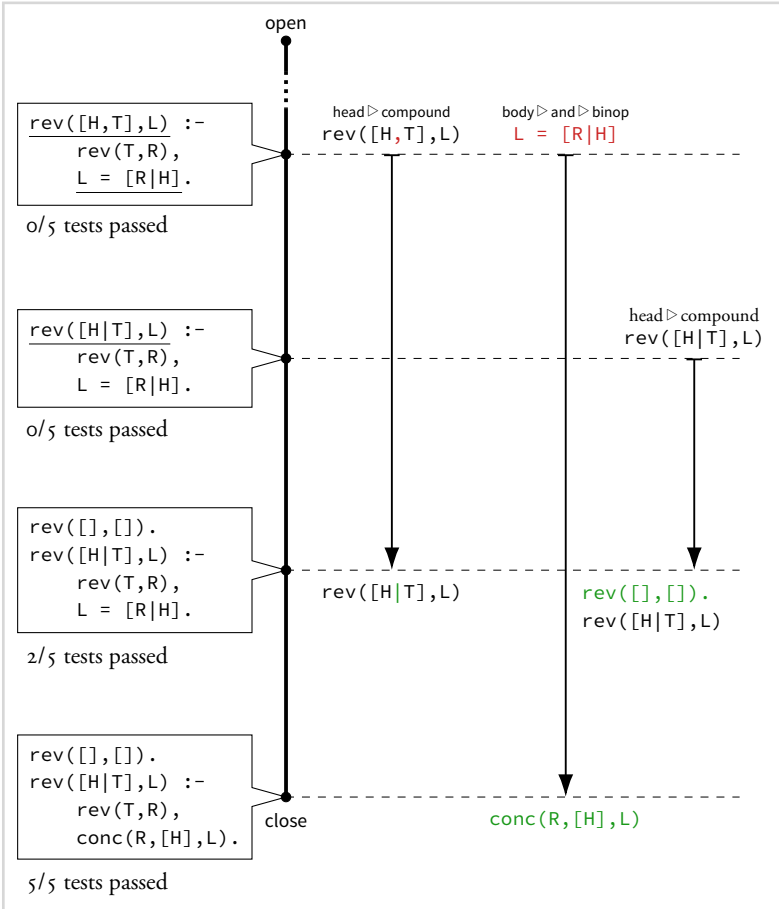 open
rev([H,T],L) :-
rev(T,R),
L = [R|H].
0/5 tests passed
head ▷ compound
rev([H,T],L)
body ▷ and ▷ binop
L = [R|H]
rev([H|T],L) :-
rev(T,R),
L = [R|H].
0/5 tests passed
head ▷ compound
rev([H|T],L)
rev([],[]).
rev([H|T],L) :-
rev(T,R),
L = [R|H].
2/5 tests passed
rev([H|T],L)
rev([],[]).
rev([H|T],L)
rev([],[]).
rev([H|T],L) :-
rev(T,R),
conc(R,[H],L).
5/5 tests passed
close
conc(R,[H],L)